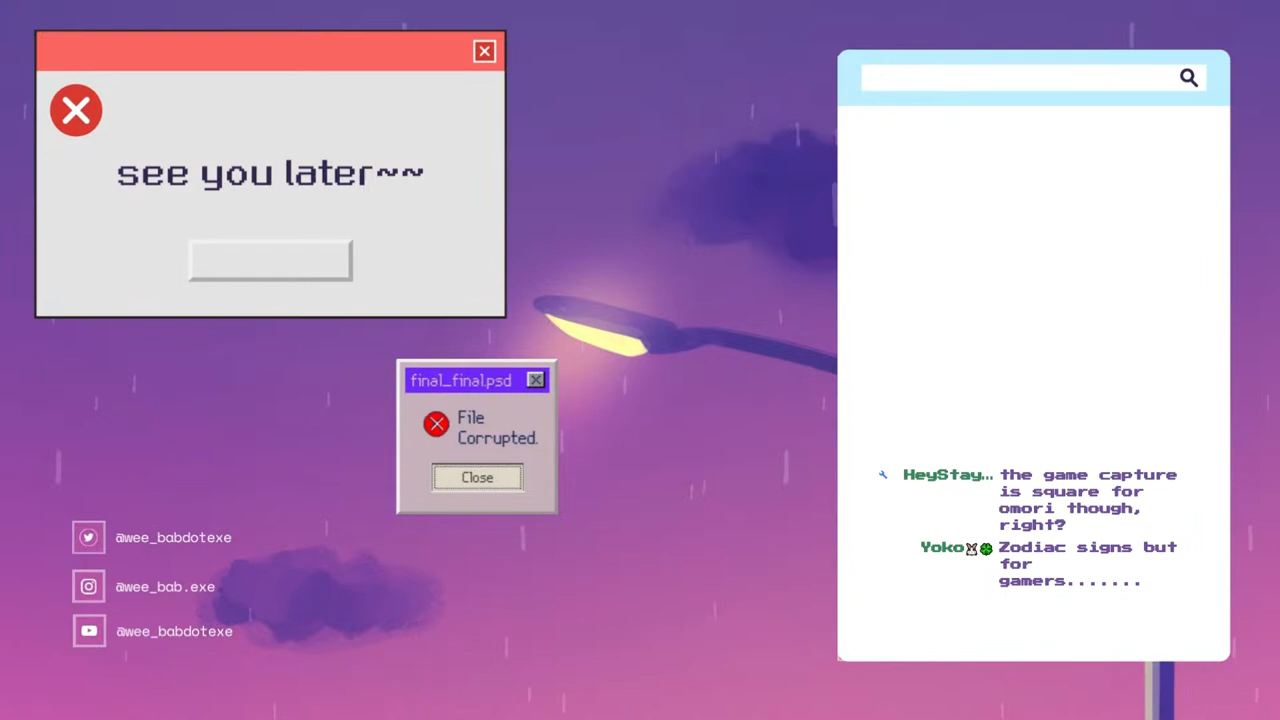 see you later~~
final_final.psd
File
Corrupted.
Close
@wee_babdotexe
@wee_bab.exe
@wee_babdotexe
HeyStay… the game capture
is square for
omori though,
right?
Yoko Zodiac signs but
for
gamers.......